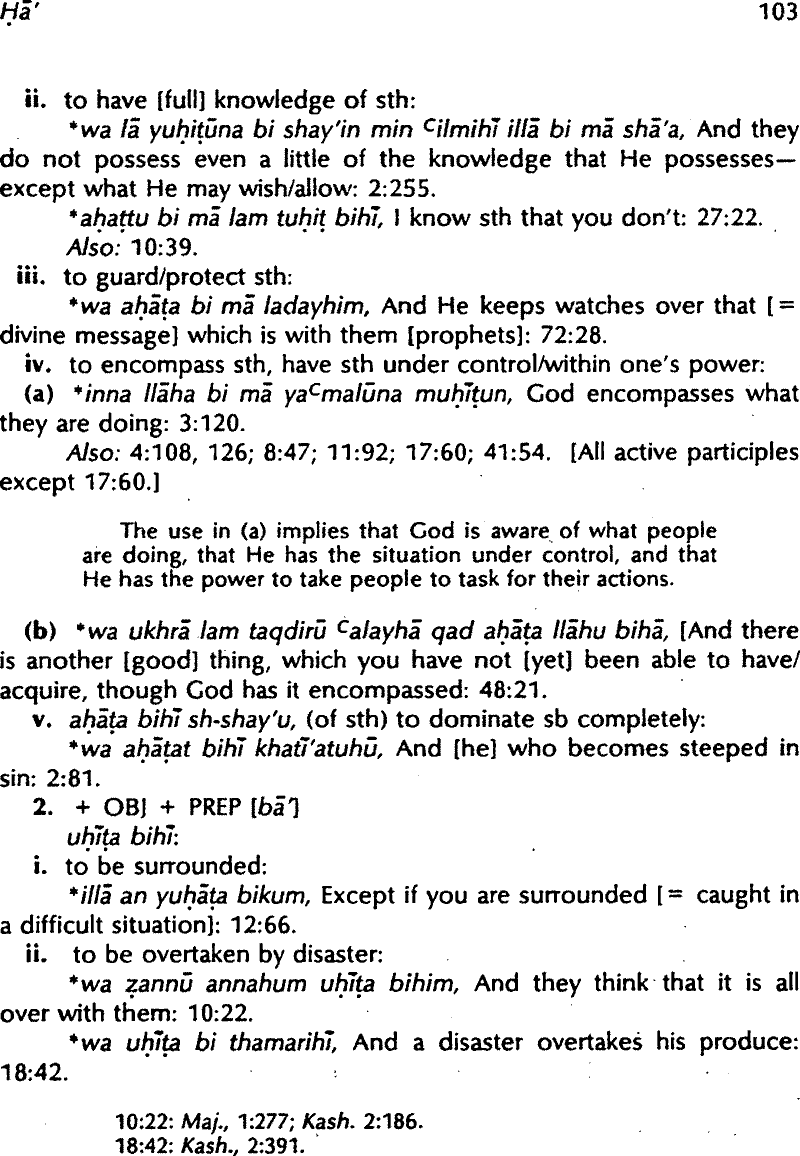 Ḥā' 103
ii. to have [full] knowledge of sth:
*wa lā yuḥīṭūna bi shay'in min ᶜilmihī illā bi mā shā'a, And they
do not possess even a little of the knowledge that He possesses—
except what He may wish/allow: 2:255.
*aḥaṭtu bi mā lam tuḥiṭ bihī, I know sth that you don't: 27:22.
Also: 10:39.
iii. to guard/protect sth:
*wa aḥāṭa bi mā ladayhim, And He keeps watches over that [=
divine message] which is with them [prophets]: 72:28.
iv. to encompass sth, have sth under control/within one's power:
(a) *inna llāha bi mā yaᶜmalūna muḥīṭun, God encompasses what
they are doing: 3:120.
Also: 4:108, 126; 8:47; 11:92; 17:60; 41:54. [All active participles
except 17:60.]
The use in (a) implies that God is aware of what people
are doing, that He has the situation under control, and that
He has the power to take people to task for their actions.
(b) *wa ukhrā lam taqdirū ᶜalayhā qad aḥāṭa llāhu bihā, [And there
is another [good] thing, which you have not [yet] been able to have/
acquire, though God has it encompassed: 48:21.
v. aḥāṭa bihī sh-shay'u, (of sth) to dominate sb completely:
*wa aḥāṭat bihī khatī'atuhū, And [he] who becomes steeped in
sin: 2:81.
2. + OBJ + PREP [bā']
uḥīṭa bihī:
i. to be surrounded:
*illā an yuḥāṭa bikum, Except if you are surrounded [= caught in
a difficult situation]: 12:66.
ii. to be overtaken by disaster:
*wa ẓannū annahum uḥīṭa bihim, And they think that it is all
over with them: 10:22.
*wa uḥīṭa bi thamarihī, And a disaster overtakes his produce:
18:42.
10:22: Maj., 1:277; Kash. 2:186.
18:42: Kash., 2:391.